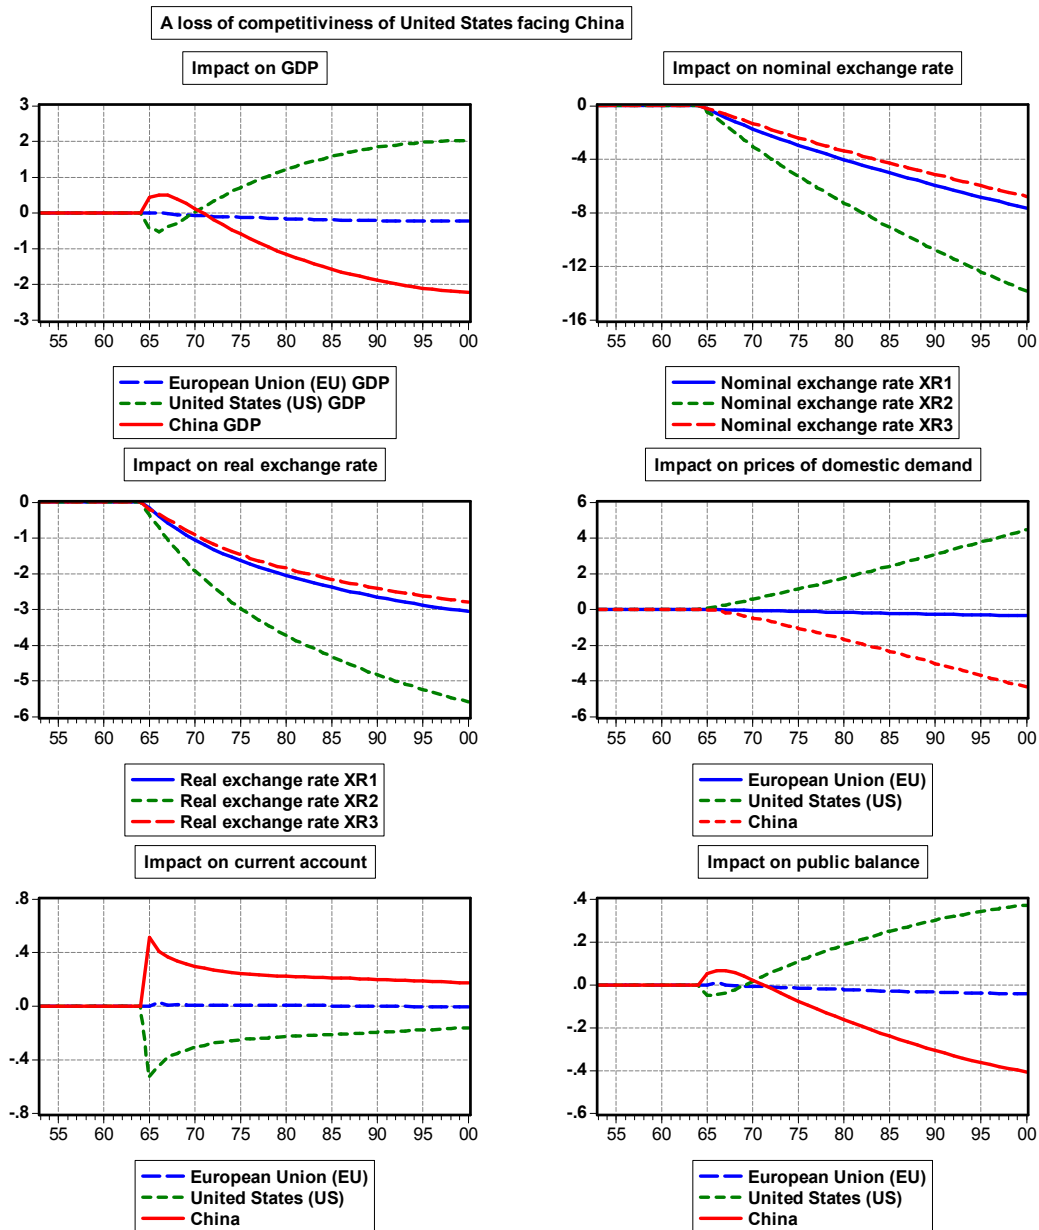 A loss of competitiviness of United States facing China
Impact on GDP
3
2
1
0
-1
-2
-3
55 60 65 70 75 80 85 90 95 00
European Union (EU) GDP
United States (US) GDP
China GDP
Impact on nominal exchange rate
0
-4
-8
-12
-16
55 60 65 70 75 80 85 90 95 00
Nominal exchange rate XR1
Nominal exchange rate XR2
Nominal exchange rate XR3
Impact on real exchange rate
0
-1
-2
-3
-4
-5
-6
55 60 65 70 75 80 85 90 95 00
Real exchange rate XR1
Real exchange rate XR2
Real exchange rate XR3
Impact on prices of domestic demand
6
4
2
0
-2
-4
-6
55 60 65 70 75 80 85 90 95 00
European Union (EU)
United States (US)
China
Impact on current account
.8
.4
.0
-.4
-.8
55 60 65 70 75 80 85 90 95 00
European Union (EU)
United States (US)
China
Impact on public balance
.4
.2
.0
-.2
-.4
-.6
55 60 65 70 75 80 85 90 95 00
European Union (EU)
United States (US)
China